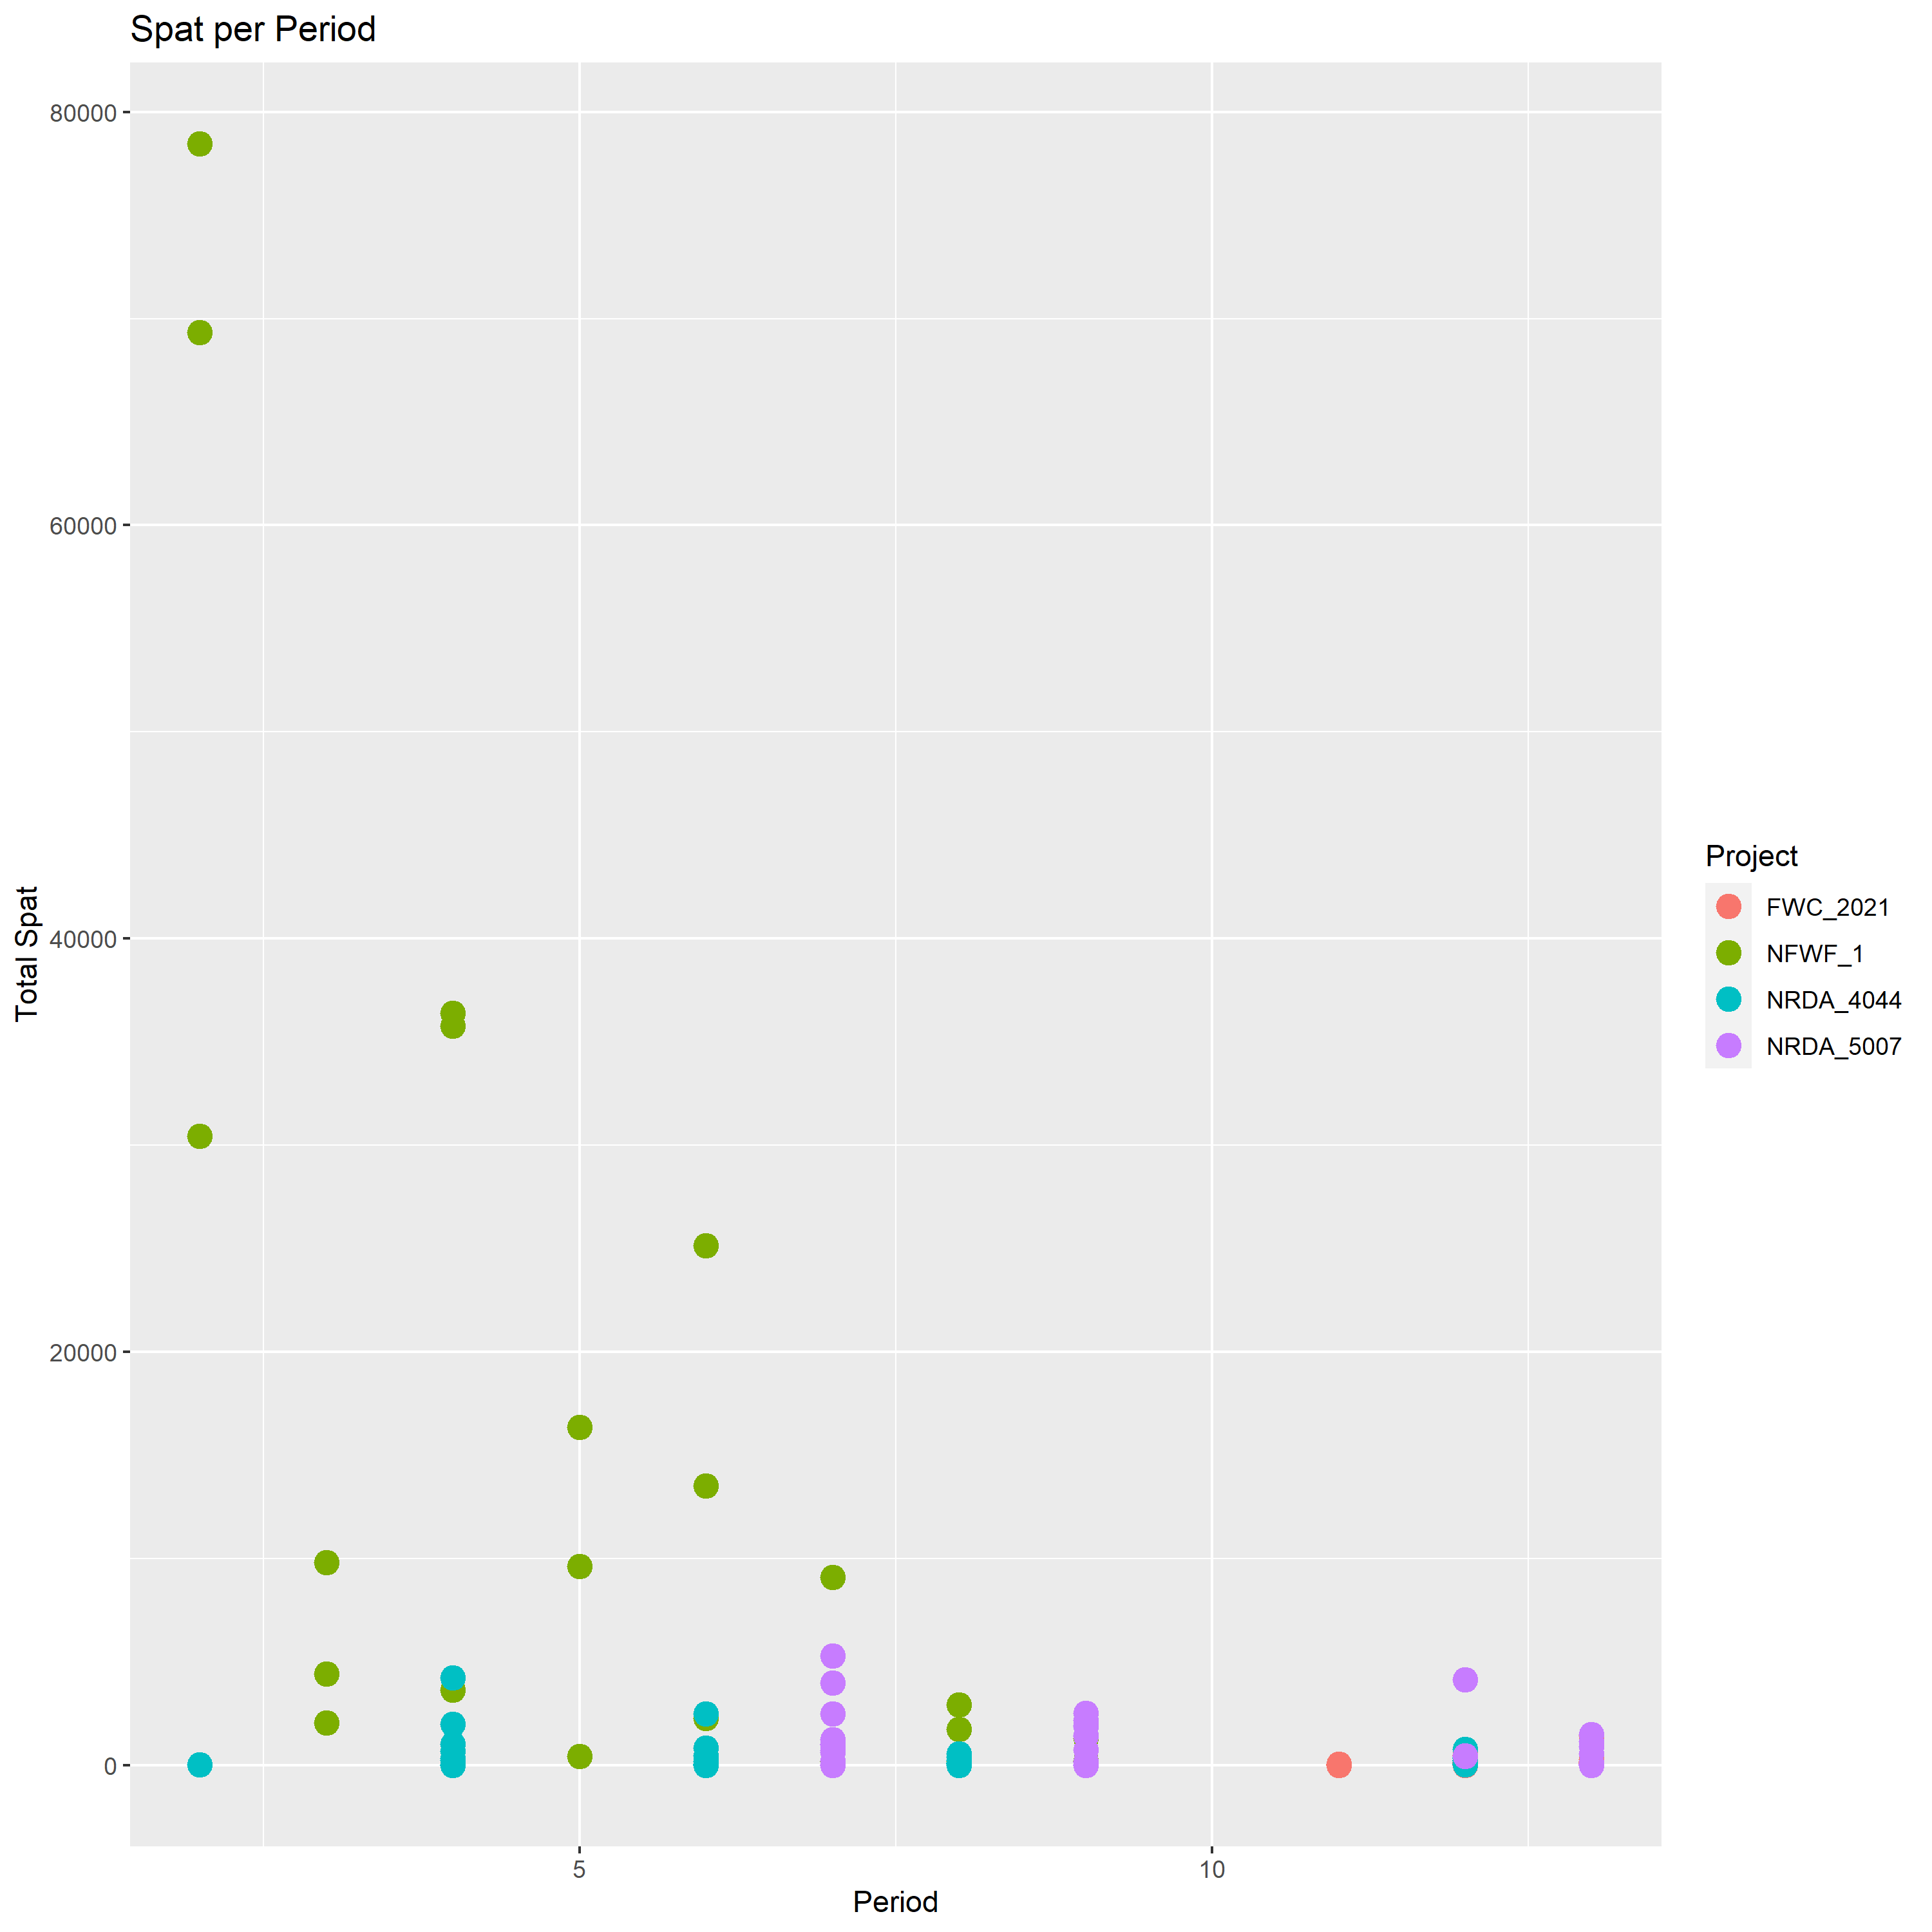 Spat per Period
80000
60000
40000
20000
0
Total Spat
5
10
Period
Project
FWC_2021
NFWF_1
NRDA_4044
NRDA_5007